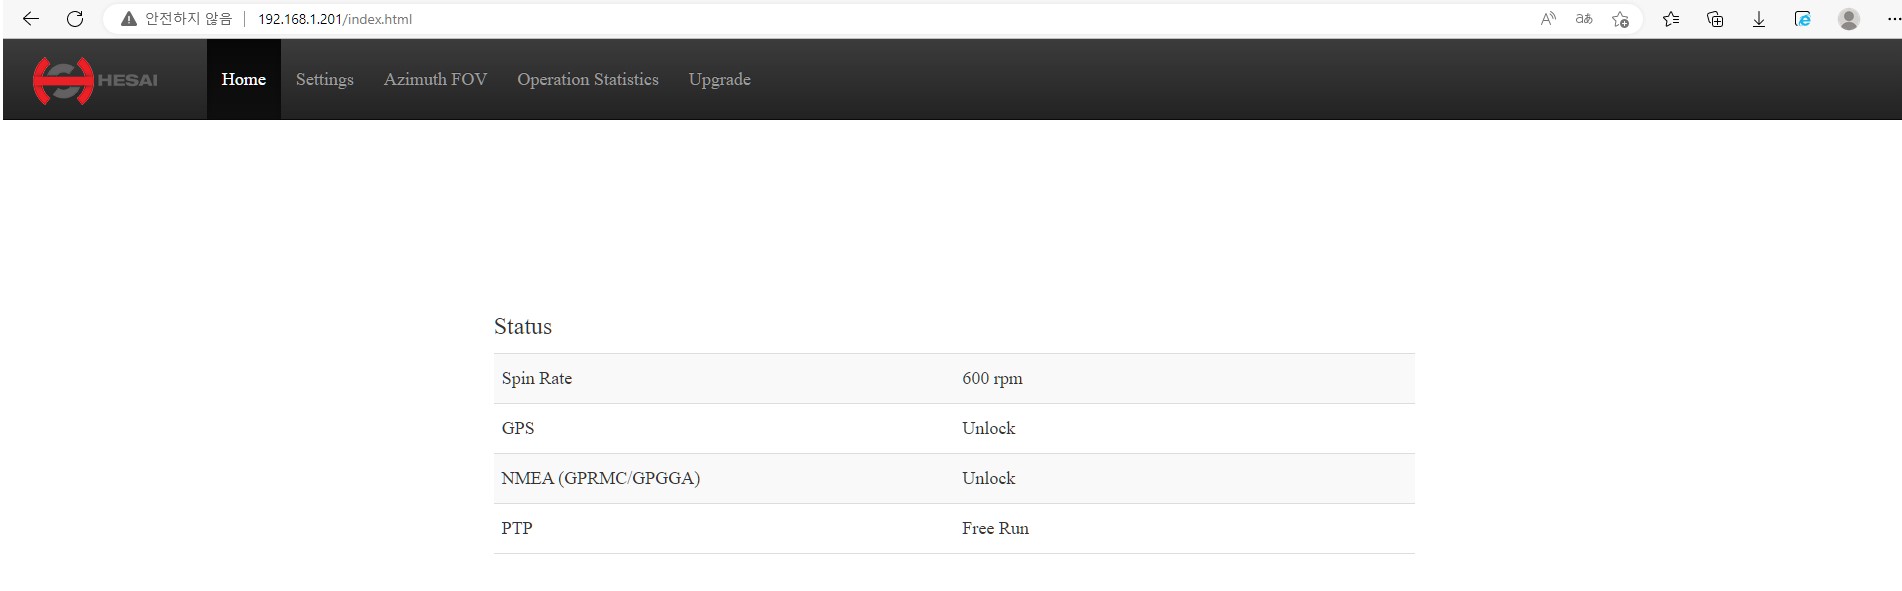 안전하지 않음 | 192.168.1.201/index.html
HESAI Home Settings Azimuth FOV Operation Statistics Upgrade
Status
Spin Rate 600 rpm
GPS Unlock
NMEA (GPRMC/GPGGA) Unlock
PTP Free Run